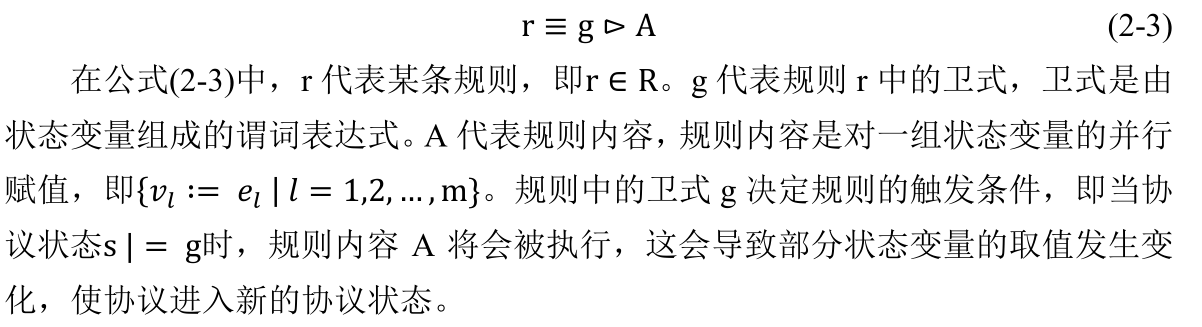 r ≡ g ⊳ A (2-3)
在公式(2-3)中，r 代表某条规则，即r ∈ R。g 代表规则 r 中的卫式，卫式是由
状态变量组成的谓词表达式。A 代表规则内容，规则内容是对一组状态变量的并行
赋值，即{vₗ := eₗ | l = 1,2, … , m}。规则中的卫式 g 决定规则的触发条件，即当协
议状态s | = g时，规则内容 A 将会被执行，这会导致部分状态变量的取值发生变
化，使协议进入新的协议状态。